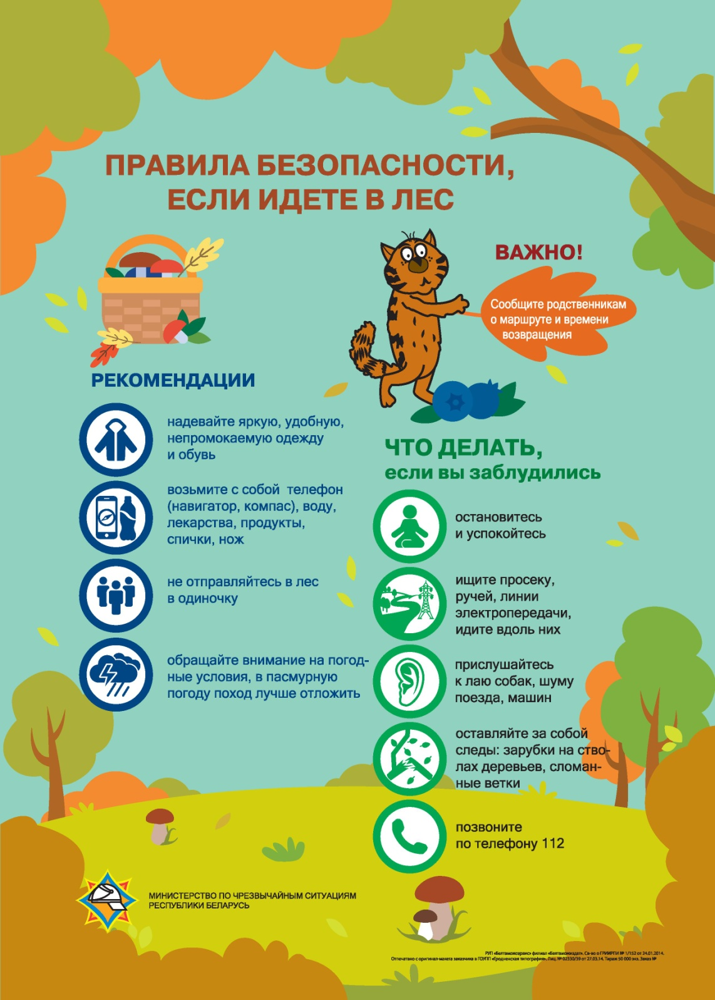 ПРАВИЛА БЕЗОПАСНОСТИ,
ЕСЛИ ИДЕТЕ В ЛЕС
ВАЖНО!
Сообщите родственникам
о маршруте и времени
возвращения
РЕКОМЕНДАЦИИ
надевайте яркую, удобную,
непромокаемую одежду
и обувь
возьмите с собой телефон
(навигатор, компас), воду,
лекарства, продукты,
спички, нож
не отправляйтесь в лес
в одиночку
обращайте внимание на погод-
ные условия, в пасмурную
погоду поход лучше отложить
ЧТО ДЕЛАТЬ,
если вы заблудились
остановитесь
и успокойтесь
ищите просеку,
ручей, линии
электропередачи,
идите вдоль них
прислушайтесь
к лаю собак, шуму
поезда, машин
оставляйте за собой
следы: зарубки на ство-
лах деревьев, сломан-
ные ветки
позвоните
по телефону 112
МИНИСТЕРСТВО ПО ЧРЕЗВЫЧАЙНЫМ СИТУАЦИЯМ
РЕСПУБЛИКИ БЕЛАРУСЬ
РУП «Белтаможсервис» филиал «Белтаможиздат». Св-во о ГРИИРПИ № 1/152 от 24.01.2014.
Отпечатано с оригинал-макета заказчика в ГОУПП «Гродненская типография», Лиц. № 02330/39 от 27.03.14. Тираж 50 000 экз. Заказ №